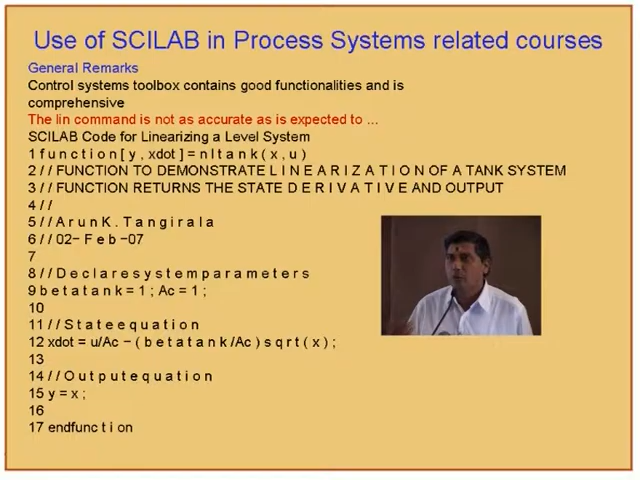 Use of SCILAB in Process Systems related courses
General Remarks
Control systems toolbox contains good functionalities and is
comprehensive
The lin command is not as accurate as is expected to ...
SCILAB Code for Linearizing a Level System
1 f u n c t i o n [ y , xdot ] = n l t a n k ( x , u )
2 / / FUNCTION TO DEMONSTRATE L I N E A R I Z A T I O N OF A TANK SYSTEM
3 / / FUNCTION RETURNS THE STATE D E R I V A T I V E AND OUTPUT
4 / /
5 / / A r u n K . T a n g i r a l a
6 / / 02− F e b −07
7
8 / / D e c l a r e s y s t e m p a r a m e t e r s
9 b e t a t a n k = 1 ; Ac = 1 ;
10
11 / / S t a t e e q u a t i o n
12 xdot = u/Ac − ( b e t a t a n k /Ac ) s q r t ( x ) ;
13
14 / / O u t p u t e q u a t i o n
15 y = x ;
16
17 endfunc t i on